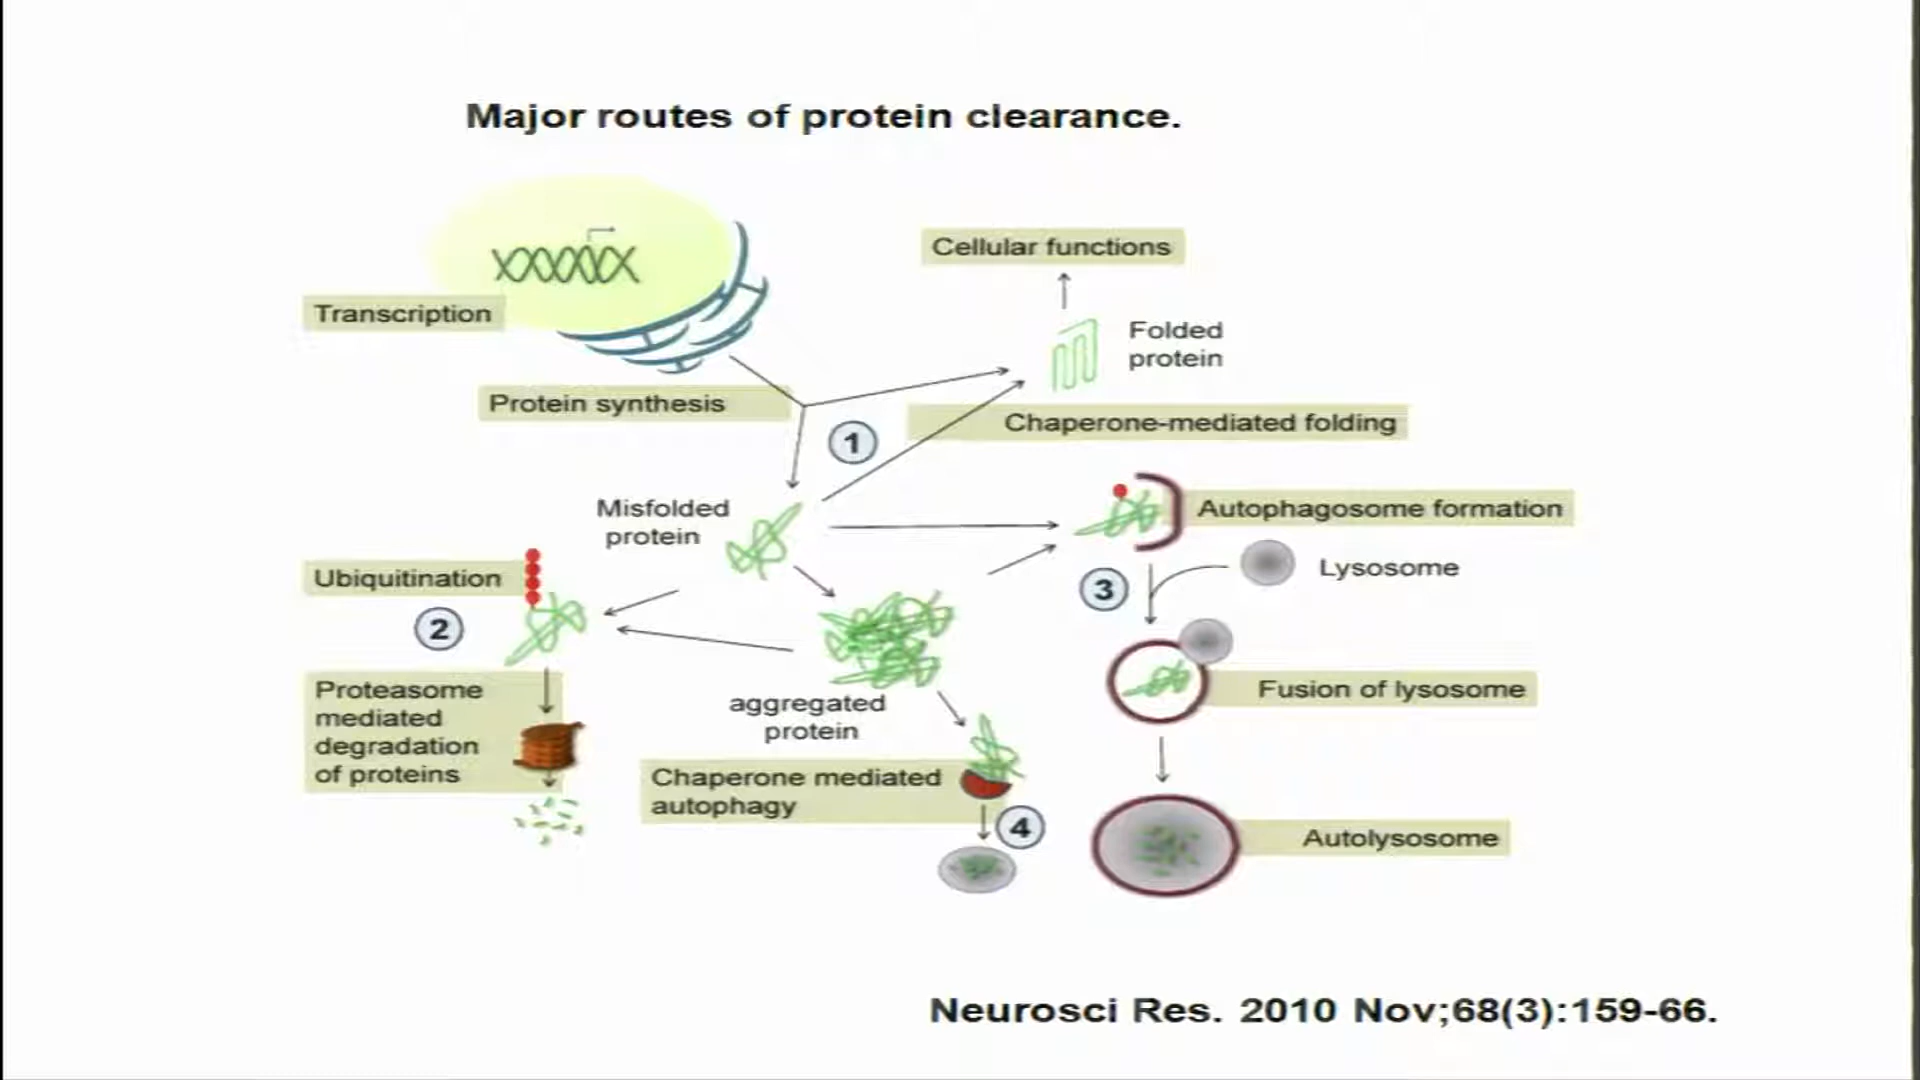 Major routes of protein clearance.
Cellular functions
Transcription
Folded
protein
Protein synthesis
Chaperone-mediated folding
1
Misfolded
protein
Autophagosome formation
Lysosome
Ubiquitination
3
2
Proteasome
mediated
degradation
of proteins
aggregated
protein
Fusion of lysosome
Chaperone mediated
autophagy
4
Autolysosome
Neurosci Res. 2010 Nov;68(3):159-66.